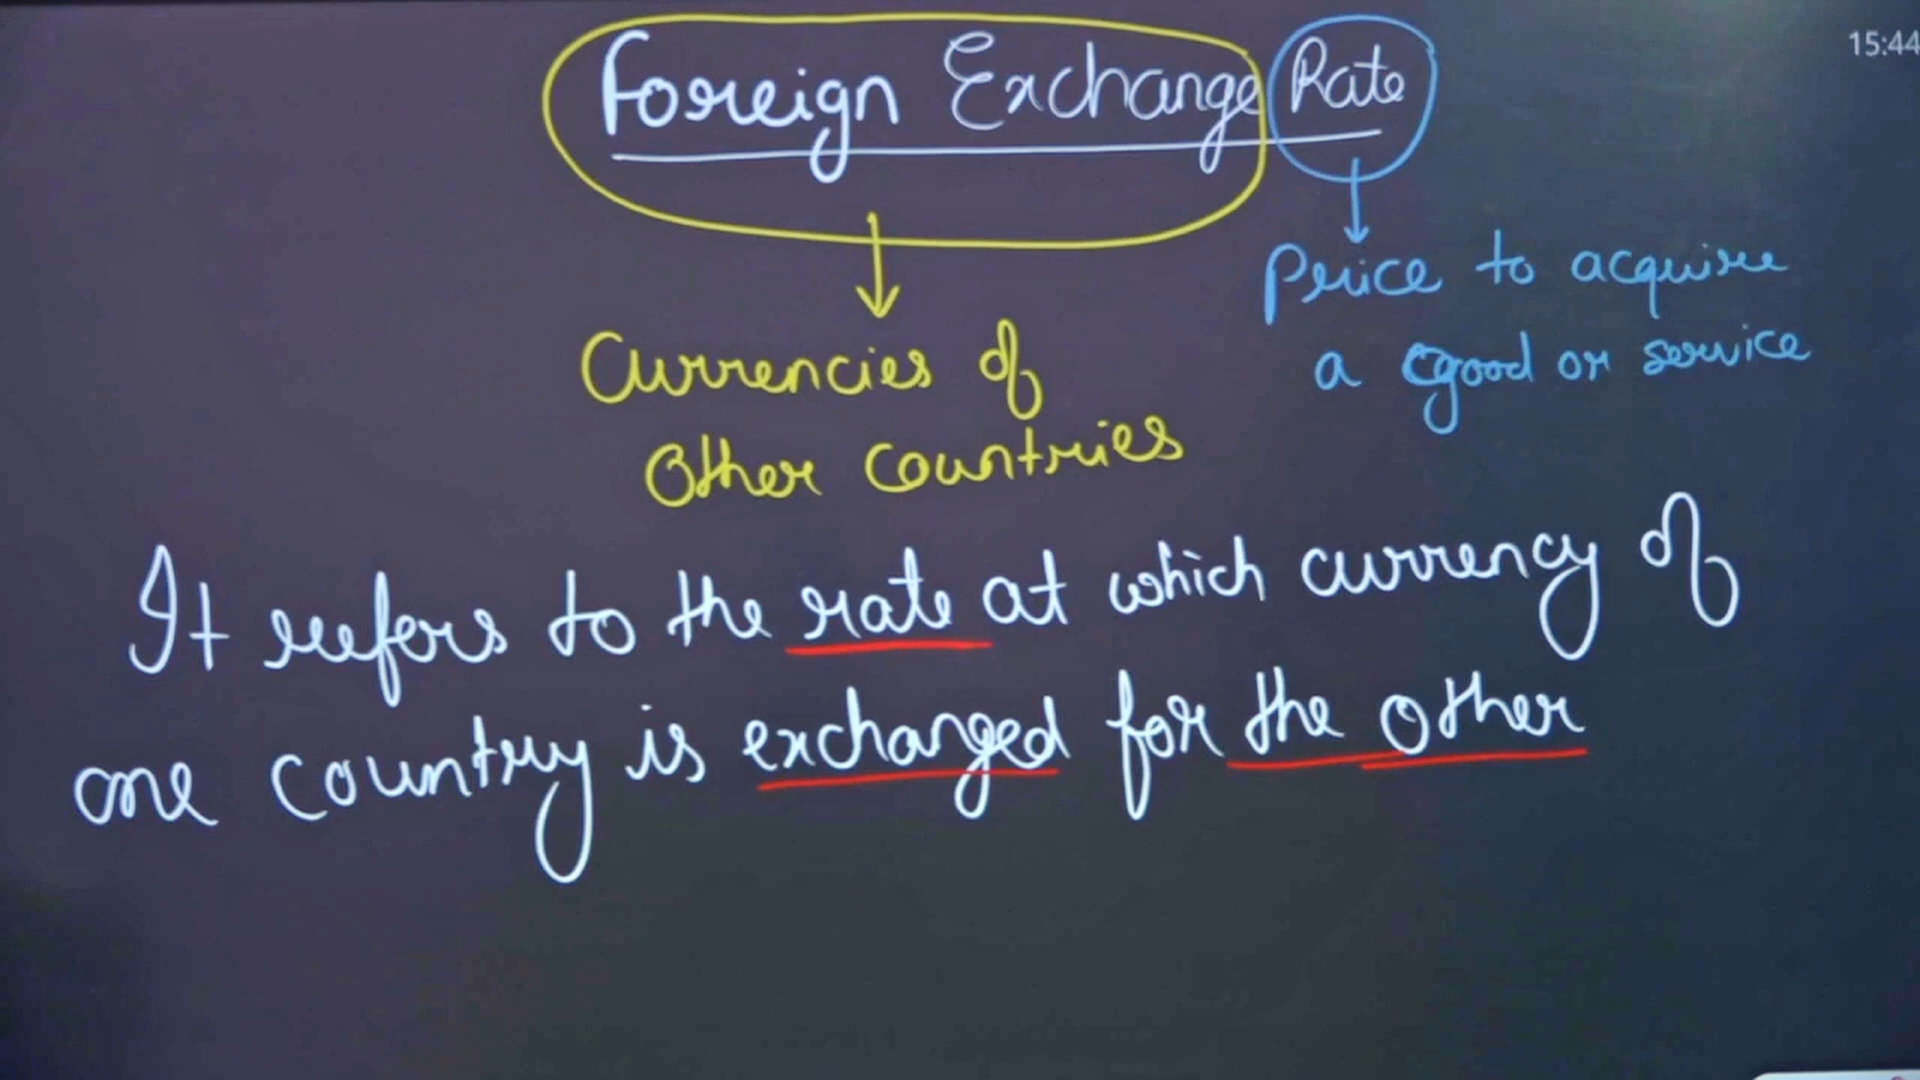 Foreign Exchange Rate
15:44
Price to acquire
a good or service
Currencies of
Other countries
It refers to the rate at which currency of
one country is exchanged for the other